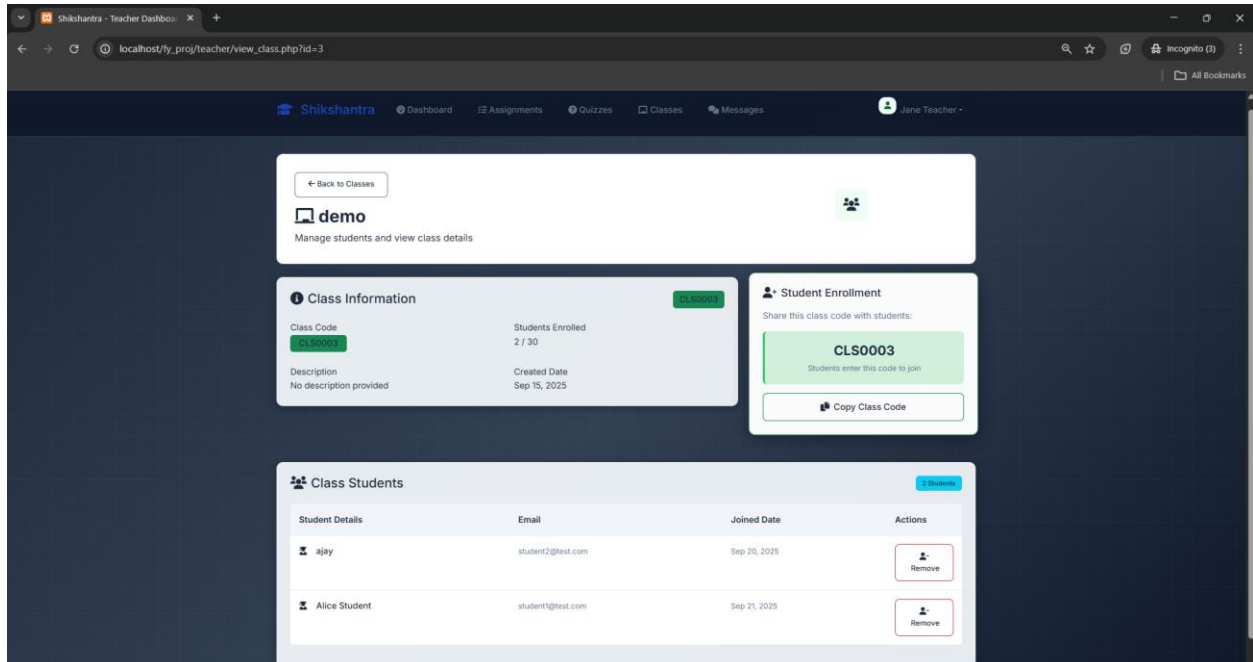 Shikshantra - Teacher Dashboa
localhost/fy_proj/teacher/view_class.php?id=3
Incognito (3)
All Bookmarks
Shikshantra Dashboard Assignments Quizzes Classes Messages Jane Teacher
Back to Classes
demo
Manage students and view class details
Class Information CLS0003
Class Code Students Enrolled
CLS0003 2 / 30
Description Created Date
No description provided Sep 15, 2025
Student Enrollment
Share this class code with students:
CLS0003
Students enter this code to join
Copy Class Code
Class Students 2 Students
Student Details Email Joined Date Actions
ajay student2@test.com Sep 20, 2025 Remove
Alice Student student1@test.com Sep 21, 2025 Remove